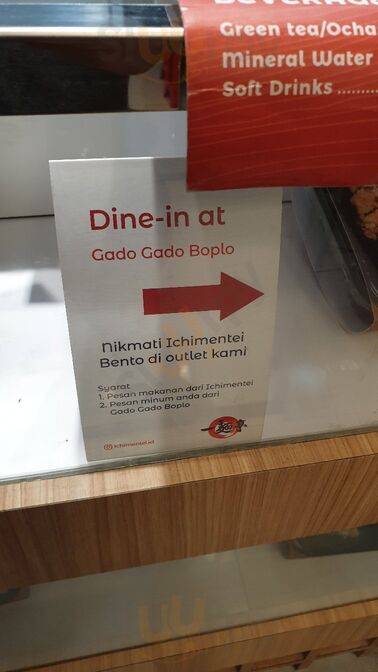 Green tea/Ocha
Mineral Water
Soft Drinks ..........
Dine-in at
Gado Gado Boplo
Nikmati Ichimentei
Bento di outlet kami
Syarat
1. Pesan makanan dari Ichimentei
2. Pesan minum anda dari
Gado Gado Boplo
ichimentei.id